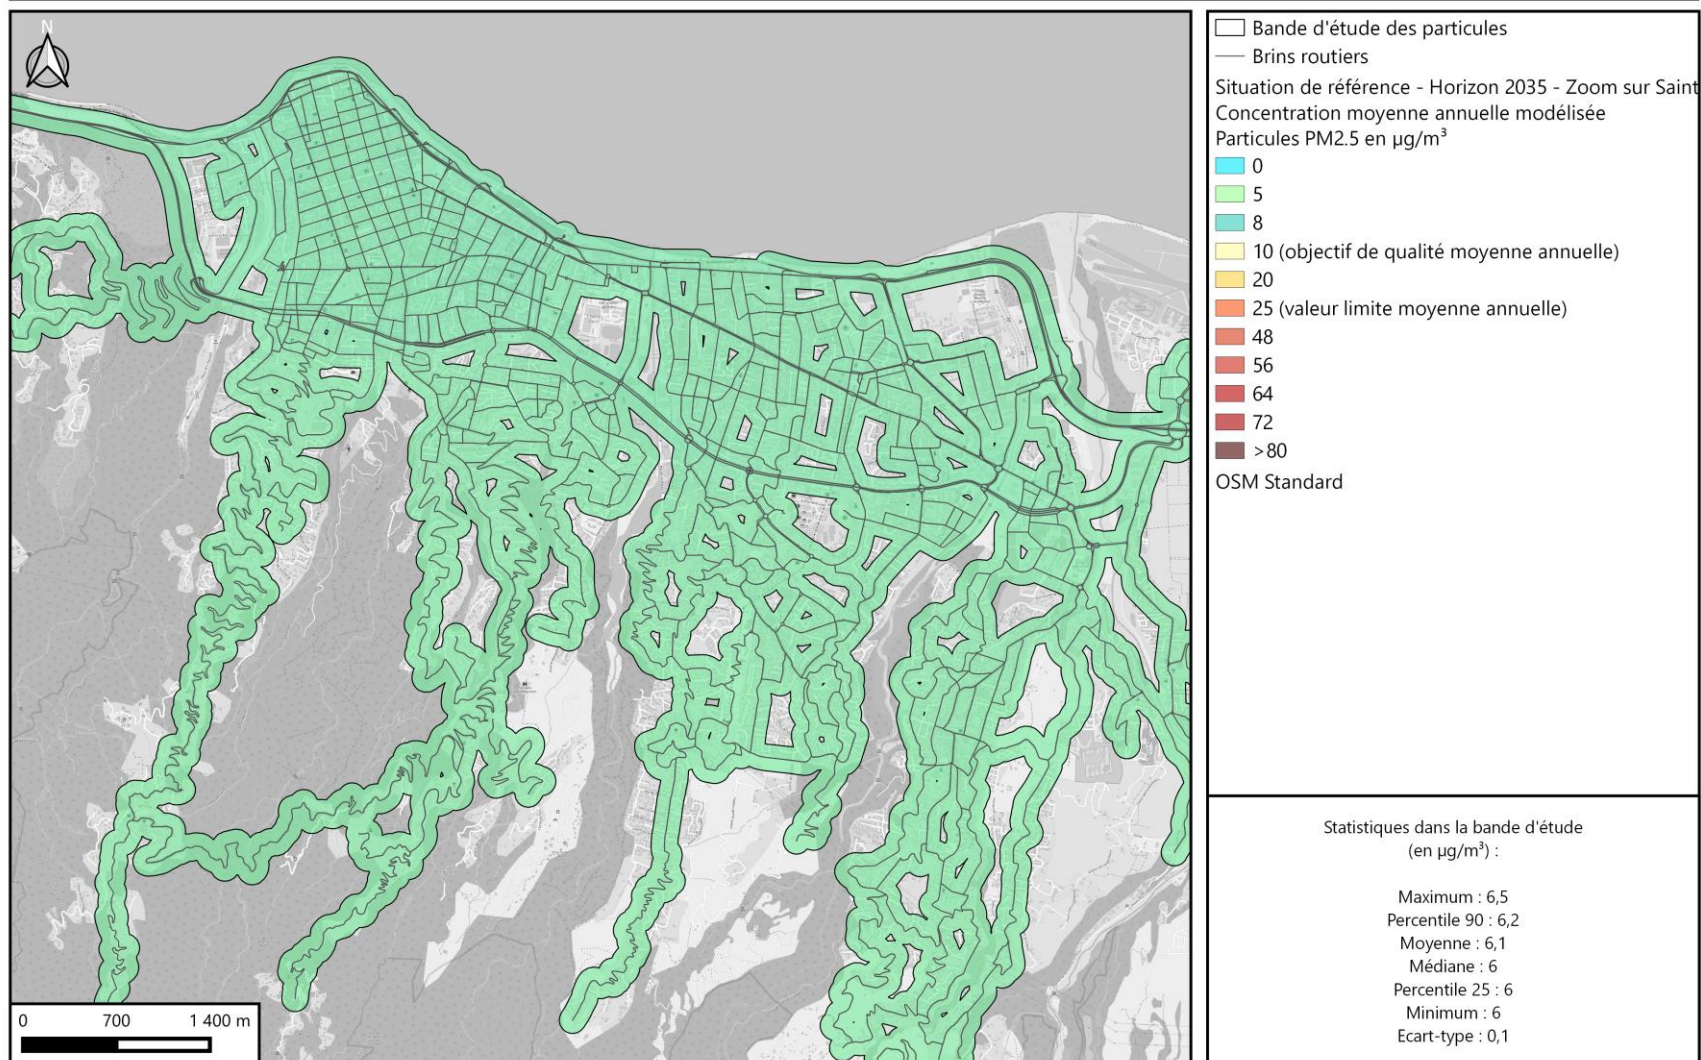 N
Bande d'étude des particules
Brins routiers
Situation de référence - Horizon 2035 - Zoom sur Saint
Concentration moyenne annuelle modélisée
Particules PM2.5 en µg/m³
0
5
8
10 (objectif de qualité moyenne annuelle)
20
25 (valeur limite moyenne annuelle)
48
56
64
72
>80
OSM Standard
Statistiques dans la bande d'étude
(en µg/m³) :
Maximum : 6,5
Percentile 90 : 6,2
Moyenne : 6,1
Médiane : 6
Percentile 25 : 6
Minimum : 6
Ecart-type : 0,1
0 700 1 400 m